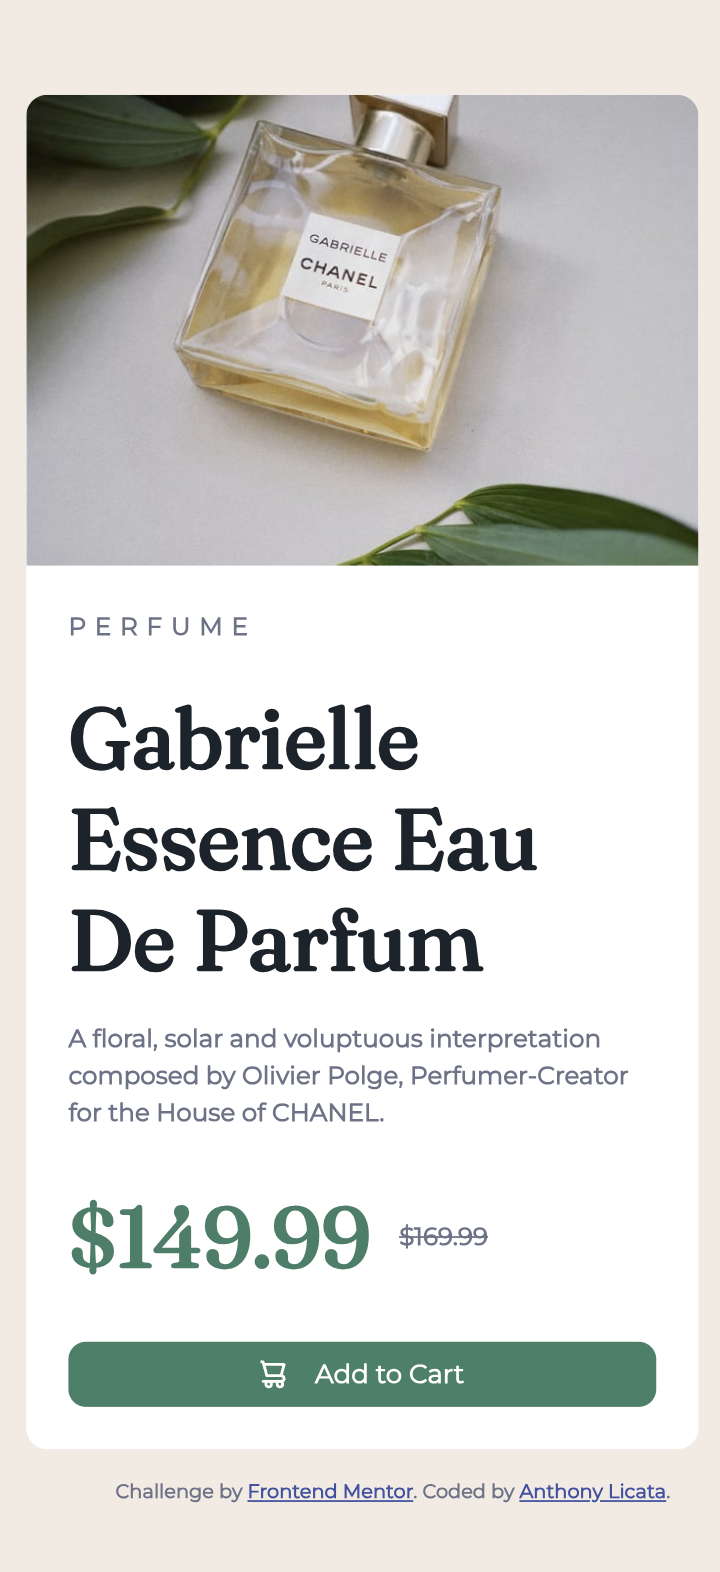 GABRIELLE
CHANEL
PARIS
PERFUME
Gabrielle
Essence Eau
De Parfum
A floral, solar and voluptuous interpretation
composed by Olivier Polge, Perfumer-Creator
for the House of CHANEL.
$149.99 $169.99
Add to Cart
Challenge by Frontend Mentor. Coded by Anthony Licata.